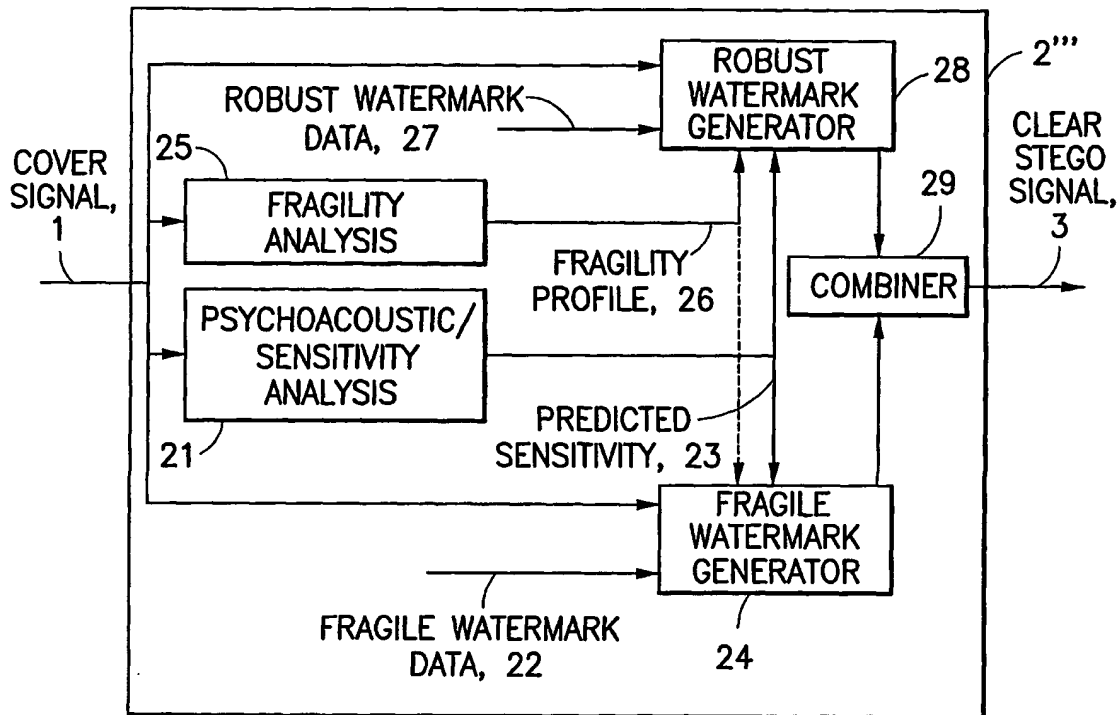 ROBUST
WATERMARK
GENERATOR
28
2'''
ROBUST WATERMARK
DATA, 27
CLEAR
STEGO
SIGNAL,
3
COVER
SIGNAL,
1
25
FRAGILITY
ANALYSIS
29
FRAGILITY
PROFILE, 26
COMBINER
PSYCHOACOUSTIC/
SENSITIVITY
ANALYSIS
21
PREDICTED
SENSITIVITY, 23
FRAGILE
WATERMARK
GENERATOR
24
FRAGILE WATERMARK
DATA, 22